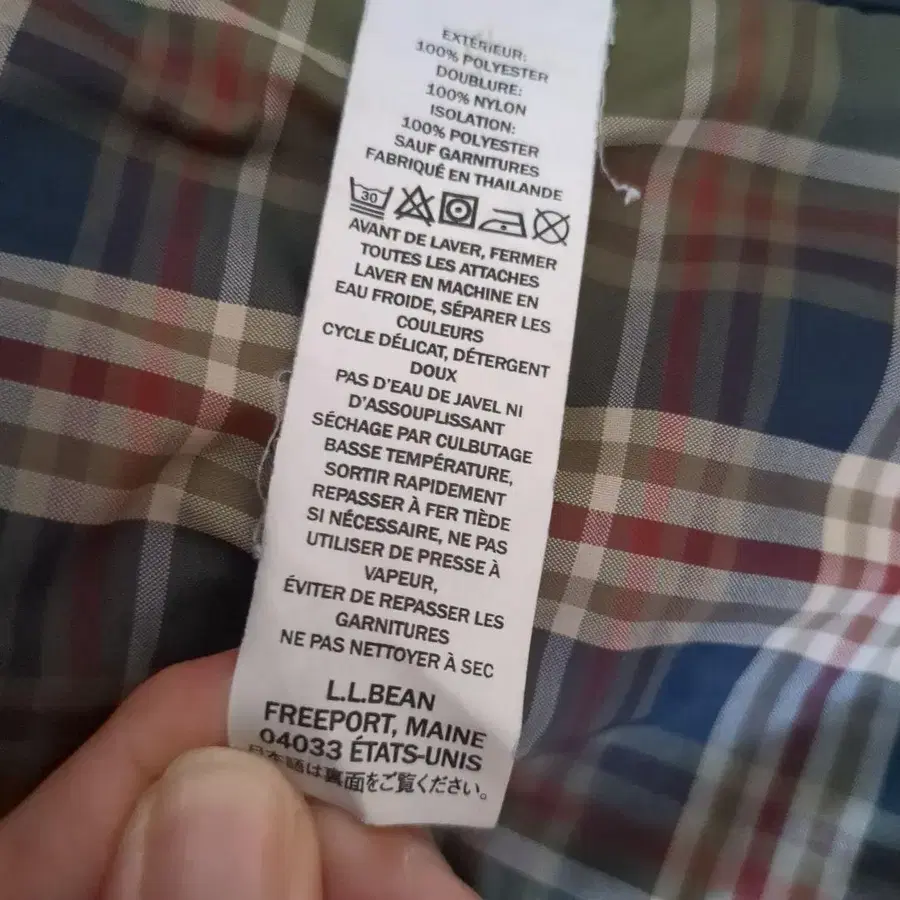 EXTÉRIEUR:
100% POLYESTER
DOUBLURE:
100% NYLON
ISOLATION:
100% POLYESTER
SAUF GARNITURES
FABRIQUÉ EN THAILANDE
30
AVANT DE LAVER, FERMER
TOUTES LES ATTACHES
LAVER EN MACHINE EN
EAU FROIDE, SÉPARER LES
COULEURS
CYCLE DÉLICAT, DÉTERGENT
DOUX
PAS D'EAU DE JAVEL NI
D'ASSOUPLISSANT
SÉCHAGE PAR CULBUTAGE
BASSE TEMPÉRATURE,
SORTIR RAPIDEMENT
REPASSER À FER TIÈDE
SI NÉCESSAIRE, NE PAS
UTILISER DE PRESSE À
VAPEUR,
ÉVITER DE REPASSER LES
GARNITURES
NE PAS NETTOYER À SEC
L.L.BEAN
FREEPORT, MAINE
04033 ÉTATS-UNIS
日本語は裏面をご覧ください。